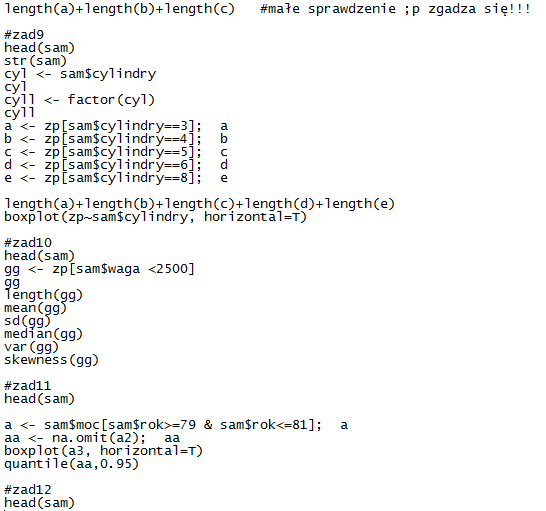 length(a)+length(b)+length(c)   #małe sprawdzenie ;p zgadza się!!!
#zad9
head(sam)
str(sam)
cyl <- sam$cylindry
cyl
cyll <- factor(cyl)
cyll
a <- zp[sam$cylindry==3];  a
b <- zp[sam$cylindry==4];  b
c <- zp[sam$cylindry==5];  c
d <- zp[sam$cylindry==6];  d
e <- zp[sam$cylindry==8];  e
length(a)+length(b)+length(c)+length(d)+length(e)
boxplot(zp~sam$cylindry, horizontal=T)
#zad10
head(sam)
gg <- zp[sam$waga <2500]
gg
length(gg)
mean(gg)
sd(gg)
median(gg)
var(gg)
skewness(gg)
#zad11
head(sam)
a <- sam$moc[sam$rok>=79 & sam$rok<=81];  a
aa <- na.omit(a2);  aa
boxplot(a3, horizontal=T)
quantile(aa,0.95)
#zad12
head(sam)